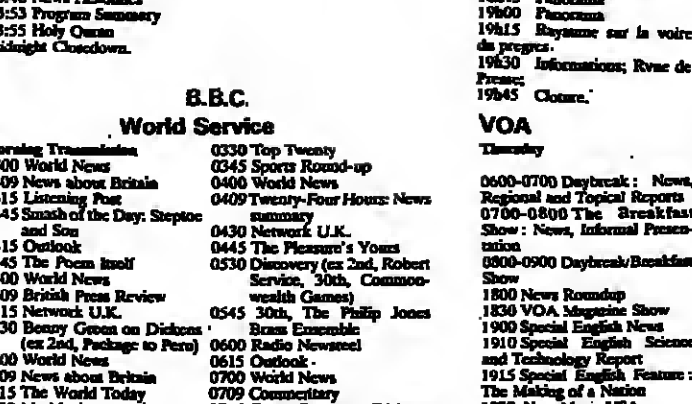 :53 Program Summary
:55 Holy Quran
Midnight Closedown.
B.B.C.
World Service
Morning Transmission
00 World News
09 News about Britain
15 Listening Post
45 Smash of the Day: Steptoe
and Son
15 Outlook
45 The Poem itself
00 World News
09 British Press Review
15 Network U.K.
30 Benny Green on Dickens
(ex 2nd, Package to Peru)
00 World News
09 News about Britain
15 The World Today
0330 Top Twenty
0345 Sports Round-up
0400 World News
0409 Twenty-Four Hours: News
summary
0430 Network U.K.
0445 The Pleasure's Yours
0530 Discovery (ex 2nd, Robert
Service, 30th, Common-
wealth Games)
0545 30th, The Philip Jones
Brass Ensemble
0600 Radio Newsreel
0615 Outlook
0700 World News
0709 Commentary
19h00 Panorama
19h15 Rayaume sur la voire
du progres.
19h30 Informations; Rvue de
Presse;
19h45 Cloture.
VOA
Thursday
0600-0700 Daybreak: News,
Regional and Topical Reports
0700-0800 The Breakfast
Show: News, Informal Presen-
tation
0800-0900 Daybreak/Breakfast
Show
1800 News Roundup
1830 VOA Magazine Show
1900 Special English News
1910 Special English Science
and Technology Report
1915 Special English Feature:
The Making of a Nation